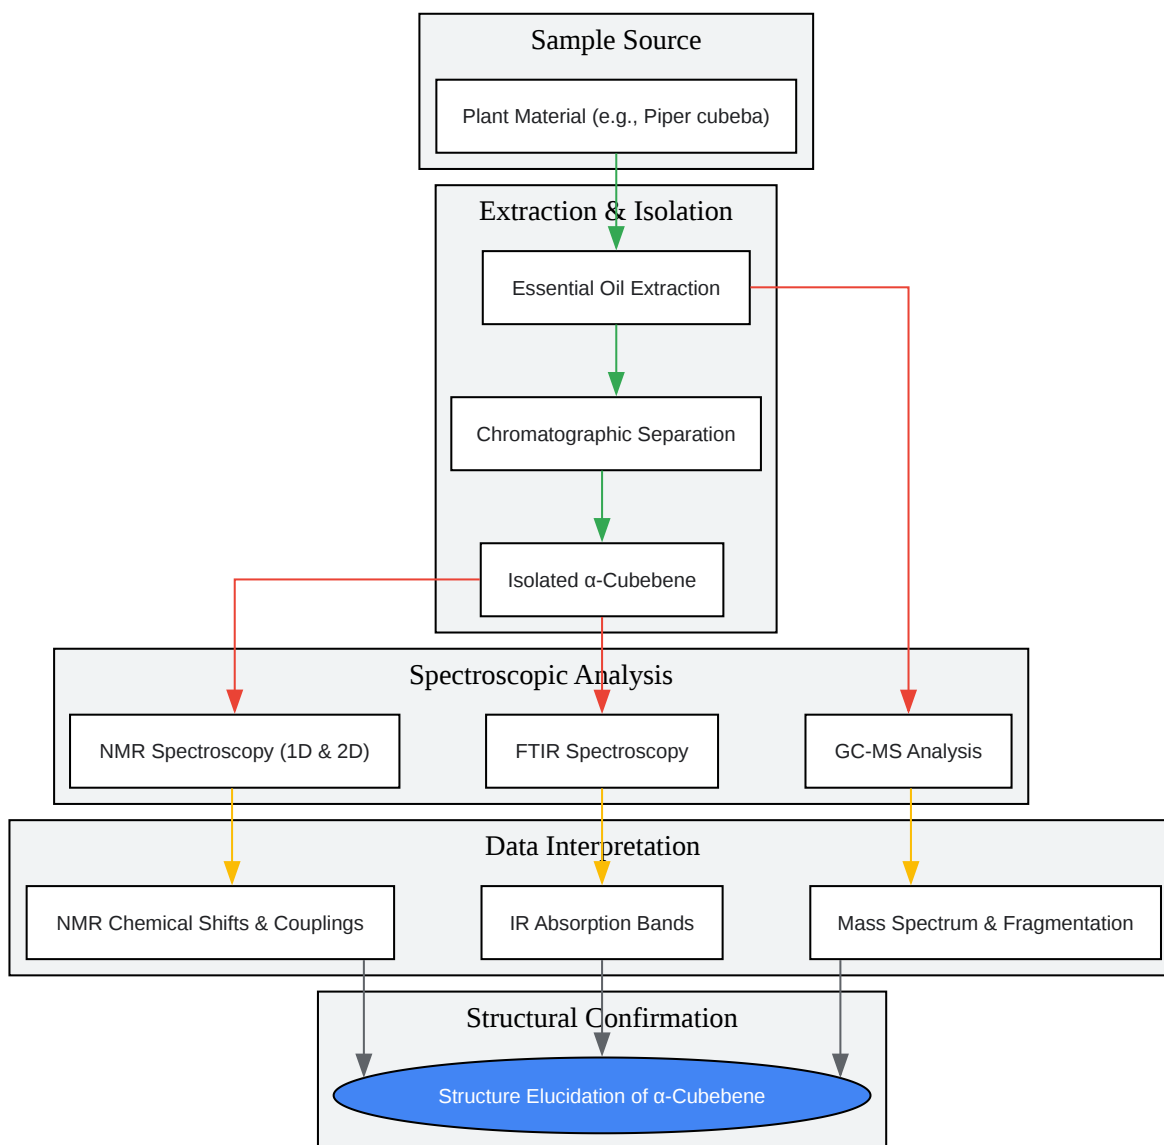 Sample Source
Plant Material (e.g., Piper cubeba)
Extraction & Isolation
Essential Oil Extraction
Chromatographic Separation
Isolated α-Cubebene
Spectroscopic Analysis
NMR Spectroscopy (1D & 2D)
FTIR Spectroscopy
GC-MS Analysis
Data Interpretation
NMR Chemical Shifts & Couplings
IR Absorption Bands
Mass Spectrum & Fragmentation
Structural Confirmation
Structure Elucidation of α-Cubebene